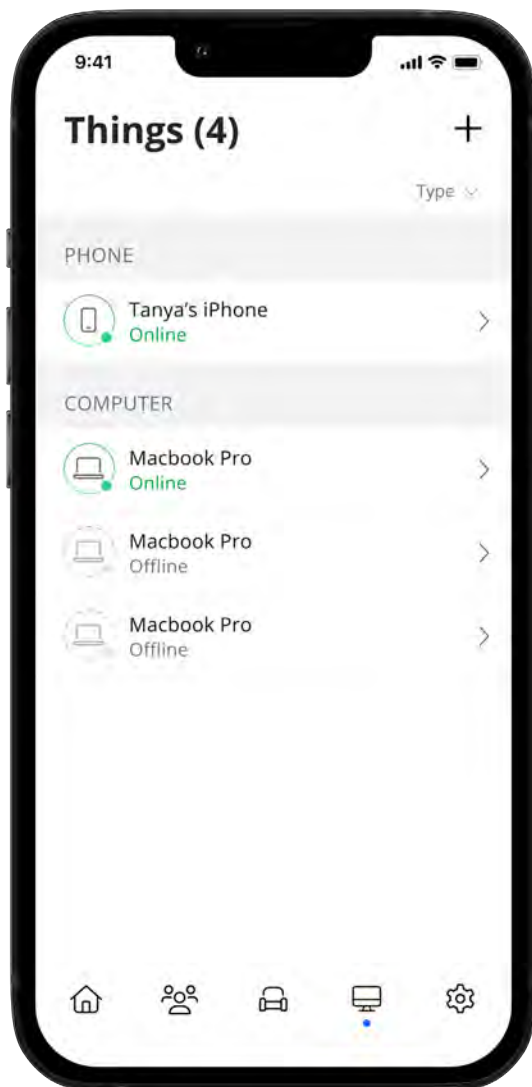 9:41
Things (4)
Type
PHONE
Tanya’s iPhone
Online
COMPUTER
Macbook Pro
Online
Macbook Pro
Offline
Macbook Pro
Offline